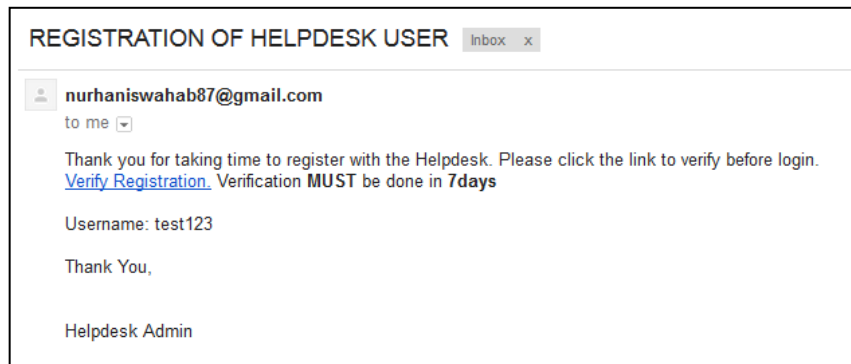 REGISTRATION OF HELPDESK USER Inbox x
nurhaniswahab87@gmail.com
to me
Thank you for taking time to register with the Helpdesk. Please click the link to verify before login.
Verify Registration. Verification MUST be done in 7days
Username: test123
Thank You,
Helpdesk Admin